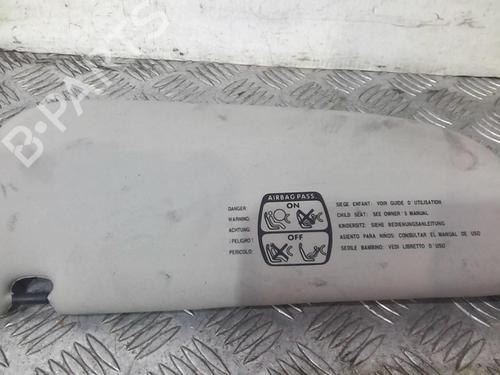 B-PARTS
AIRBAG PASS.
ON
OFF
DANGER:
WARNING:
ACHTUNG:
¡PELIGRO!:
PERICOLO:
SIEGE ENFANT: VOIR GUIDE D'UTILISATION
CHILD SEAT: SEE OWNER'S MANUAL
KINDERSITZ: SIEHE BEDIENUNGSANLEITUNG
ASIENTO PARA NIÑOS: CONSULTAR EL MANUAL DE USO
SEDILE BAMBINO: VEDI LIBRETTO D'USO